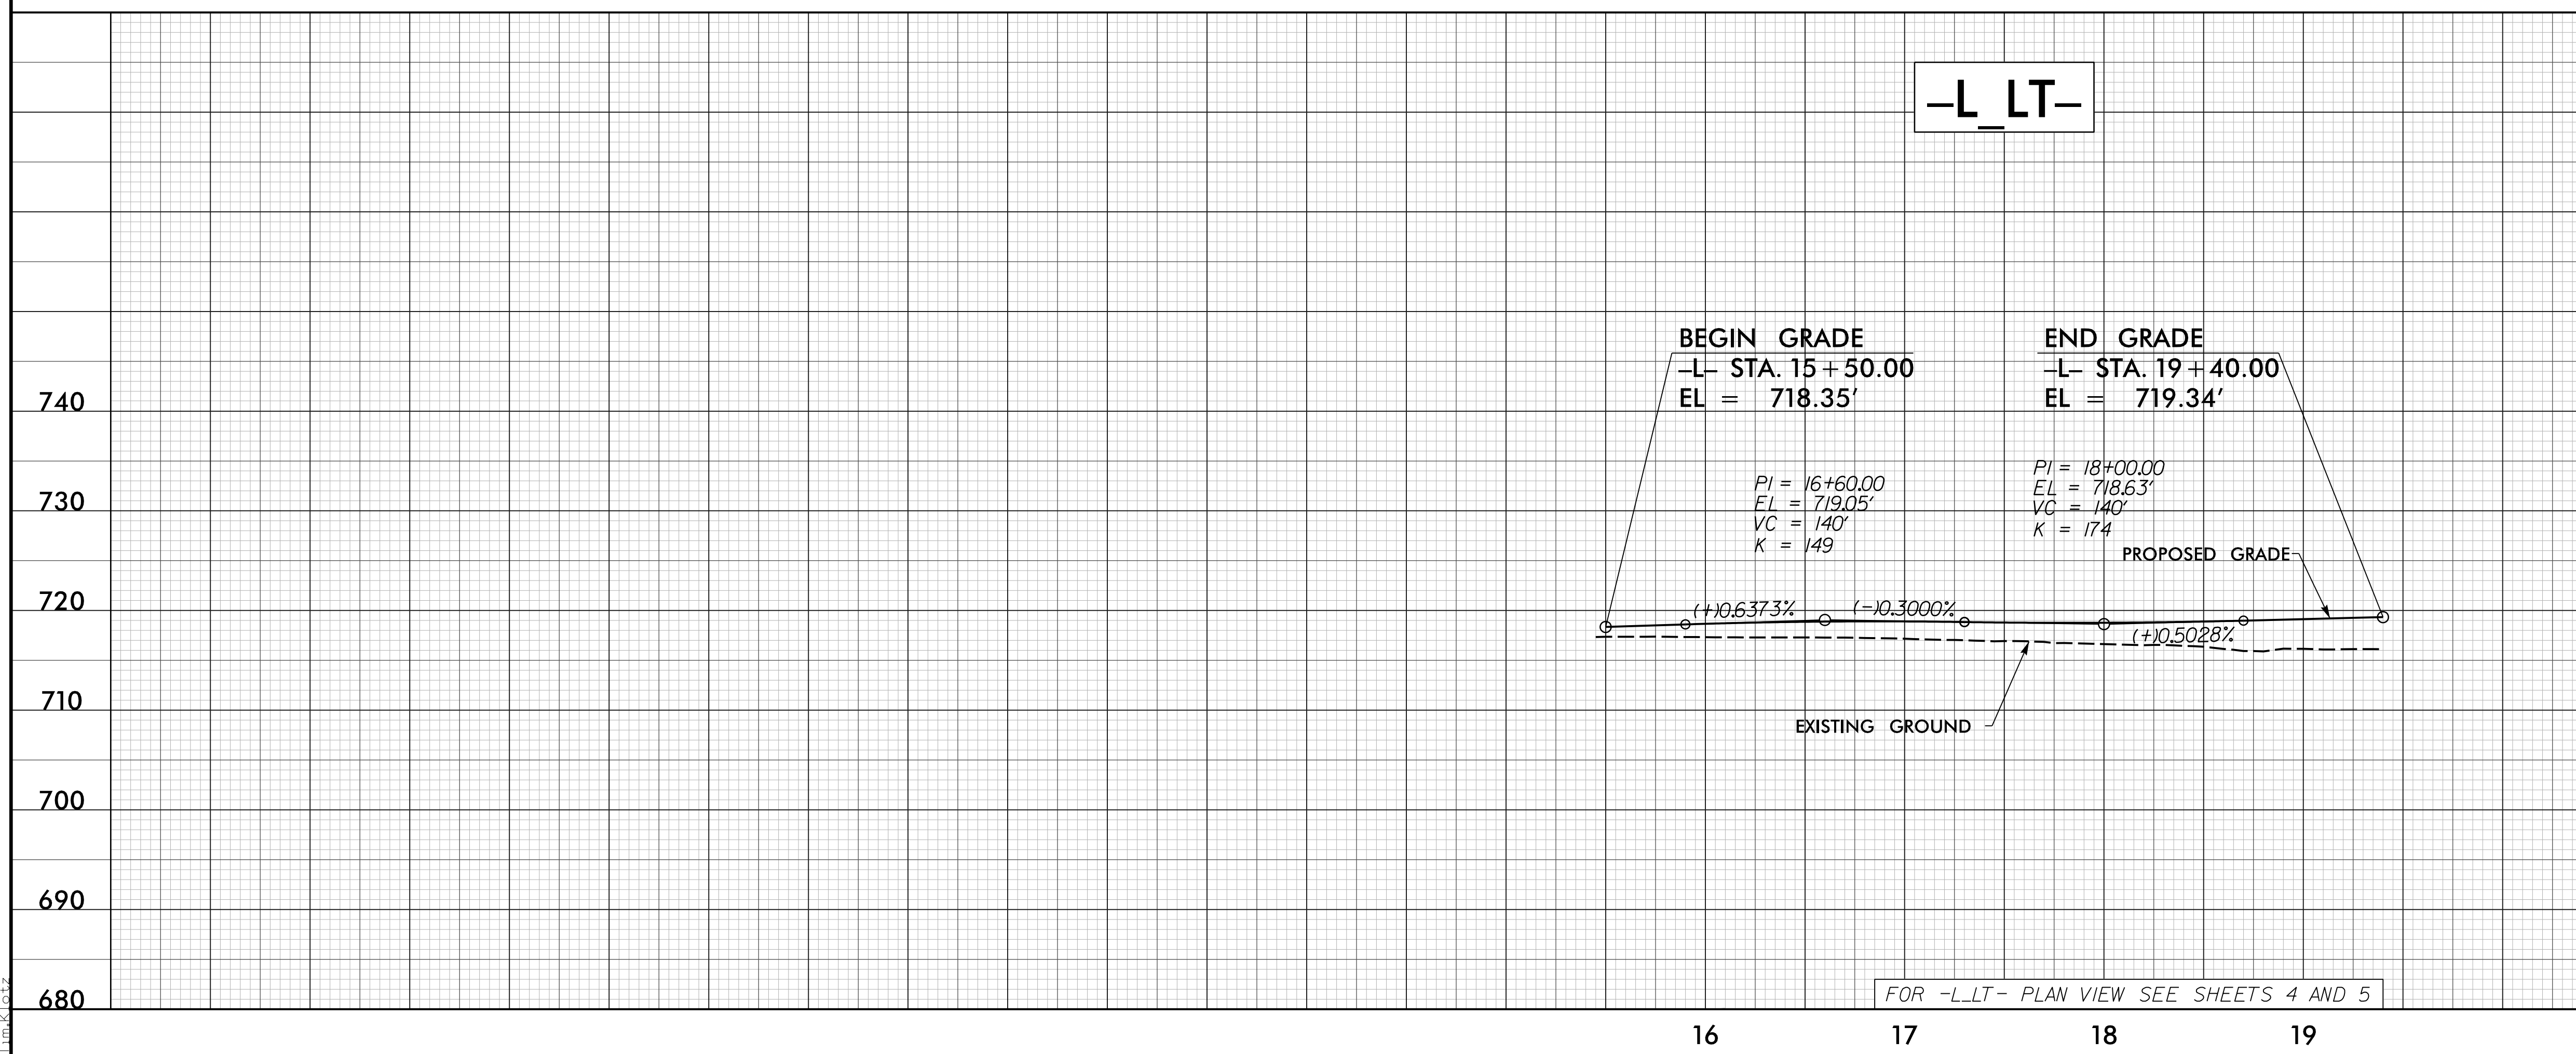 –L_LT–
BEGIN GRADE
–L– STA. 15+50.00
EL = 718.35'
END GRADE
–L– STA. 19+40.00
EL = 719.34'
PI = 16+60.00
EL = 719.05'
VC = 140'
K = 149
PI = 18+00.00
EL = 718.63'
VC = 140'
K = 174
PROPOSED GRADE
(+)0.6373%
(-)0.3000%
(+)0.5028%
EXISTING GROUND
740
730
720
710
700
690
680
FOR -L_LT- PLAN VIEW SEE SHEETS 4 AND 5
16 17 18 19